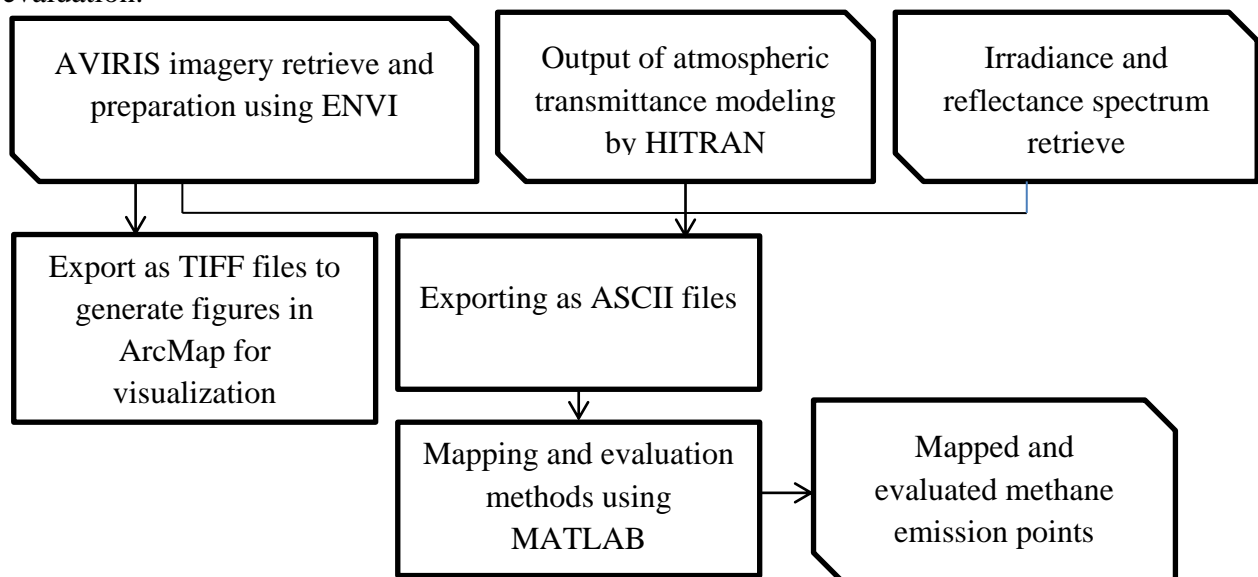 evaluation.
AVIRIS imagery retrieve and
preparation using ENVI
Output of atmospheric
transmittance modeling
by HITRAN
Irradiance and
reflectance spectrum
retrieve
Export as TIFF files to
generate figures in
ArcMap for
visualization
Exporting as ASCII files
Mapping and evaluation
methods using
MATLAB
Mapped and
evaluated methane
emission points